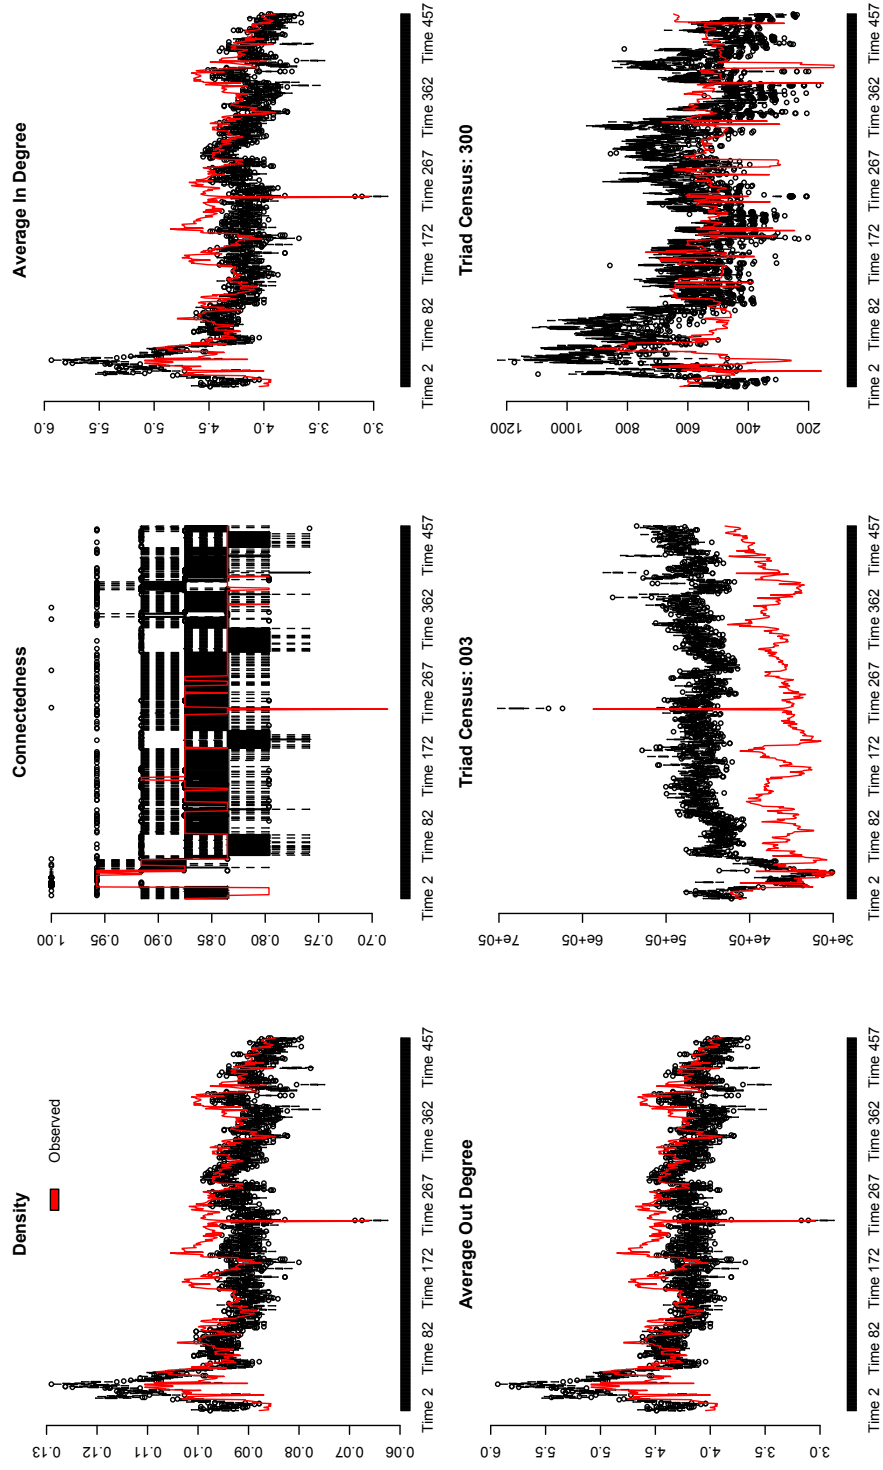 Density
Observed
0.13
0.12
0.11
0.10
0.09
0.08
0.07
0.06
Time 2
Time 82
Time 172
Time 267
Time 362
Time 457
Connectedness
1.00
0.95
0.90
0.85
0.80
0.75
0.70
Time 2
Time 82
Time 172
Time 267
Time 362
Time 457
Average In Degree
6.0
5.5
5.0
4.5
4.0
3.5
3.0
Time 2
Time 82
Time 172
Time 267
Time 362
Time 457
Average Out Degree
6.0
5.5
5.0
4.5
4.0
3.5
3.0
Time 2
Time 82
Time 172
Time 267
Time 362
Time 457
Triad Census: 003
7e+05
6e+05
5e+05
4e+05
3e+05
Time 2
Time 82
Time 172
Time 267
Time 362
Time 457
Triad Census: 300
1200
1000
800
600
400
200
Time 2
Time 82
Time 172
Time 267
Time 362
Time 457